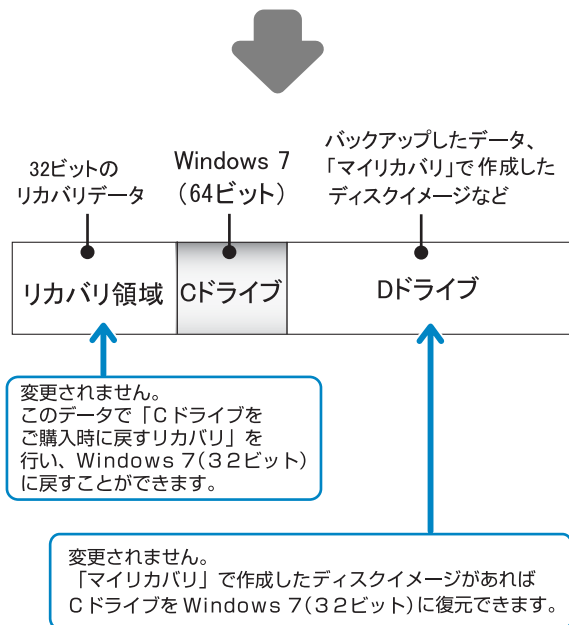 32ビットの
リカバリデータ
Windows 7
（64ビット）
バックアップしたデータ、
「マイリカバリ」で作成した
ディスクイメージなど
リカバリ領域
Cドライブ
Dドライブ
変更されません。
このデータで「Cドライブを
ご購入時に戻すリカバリ」を
行い、Windows 7(32ビット)
に戻すことができます。
変更されません。
「マイリカバリ」で作成したディスクイメージがあれば
CドライブをWindows 7(32ビット)に復元できます。